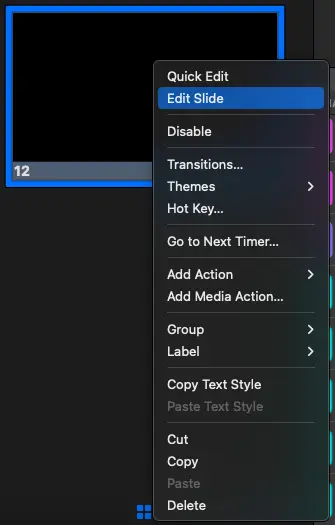 Quick Edit
Edit Slide
Disable
12
Transitions...
Themes
Hot Key...
Go to Next Timer...
Add Action
Add Media Action...
Group
Label
Copy Text Style
Paste Text Style
Cut
Copy
Paste
Delete